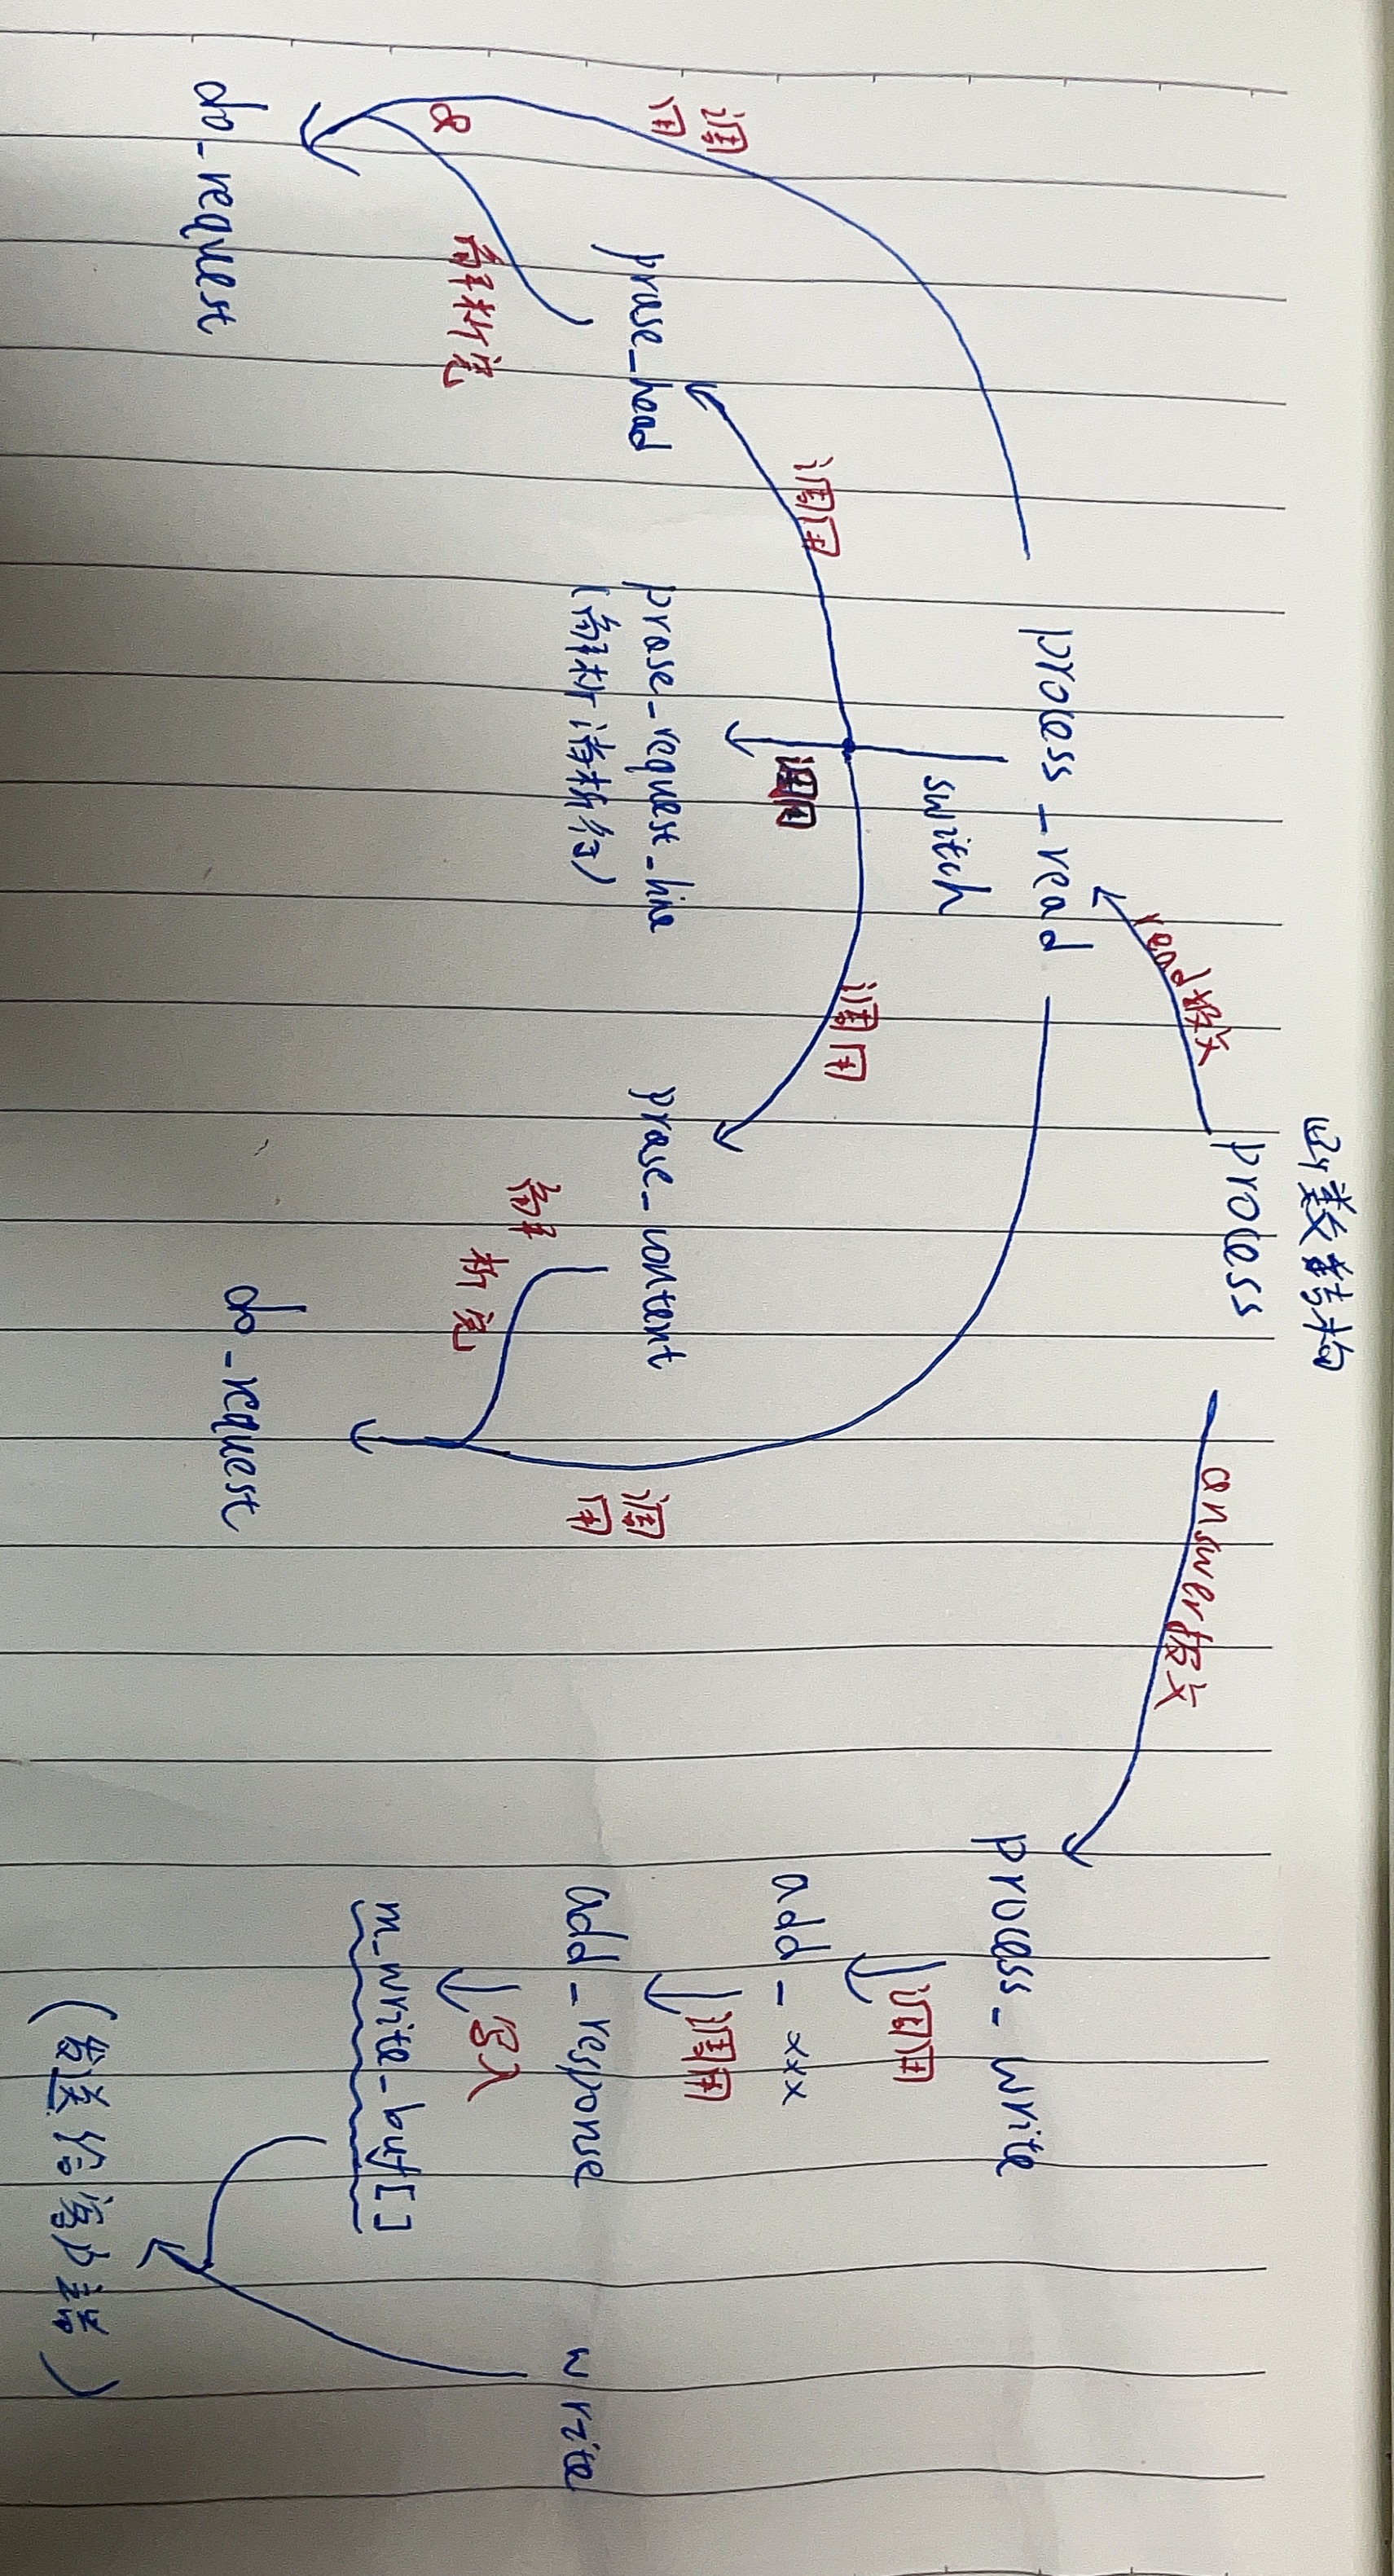 函数结构
process
read报文
answer报文
process_read
process_write
switch
调用
调用
调用
调用
add_xxx
调用
调用
prase_head
prase_request_line
(解析请求行)
prase_content
调用
add_response
write
解析完
解析完
写入
&
m_write_buf[]
do_request
do_request
(发送给客户端)